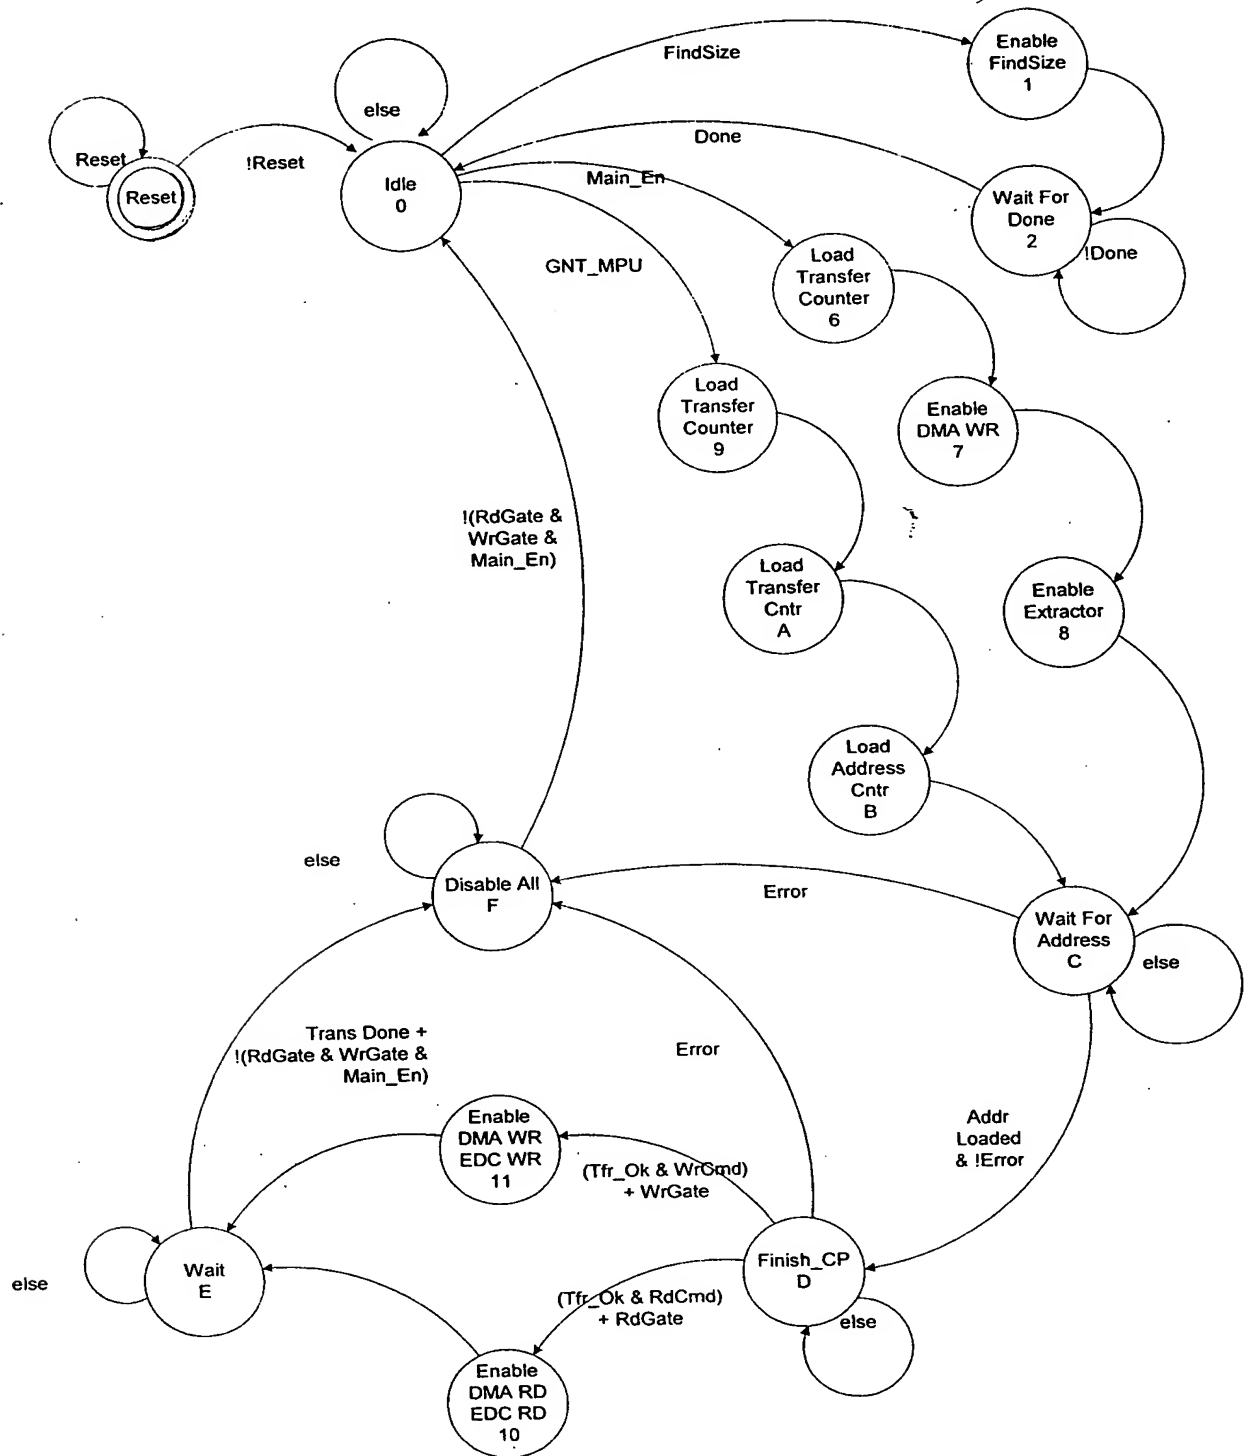 FindSize
Enable
FindSize
1
else
Done
Reset
!Reset
Reset
Idle
0
Main_En
Wait For
Done
2
!Done
GNT_MPU
Load
Transfer
Counter
6
Load
Transfer
Counter
9
Enable
DMA WR
7
!(RdGate &
WrGate &
Main_En)
Load
Transfer
Cntr
A
Enable
Extractor
8
Load
Address
Cntr
B
else
Disable All
F
Error
Wait For
Address
C
else
Trans Done +
!(RdGate & WrGate &
Main_En)
Error
Addr
Loaded
& !Error
Enable
DMA WR
EDC WR
11
(Tfr_Ok & WrCmd)
+ WrGate
Wait
E
else
Finish_CP
D
(Tfr_Ok & RdCmd)
+ RdGate
else
Enable
DMA RD
EDC RD
10